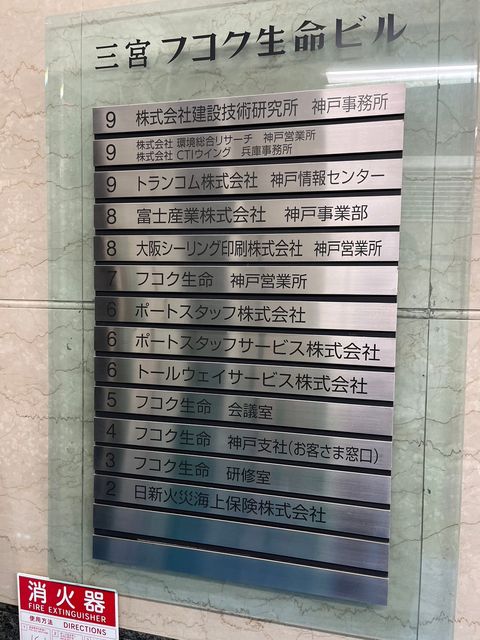 三宮 フコク生命ビル
9 株式会社建設技術研究所 神戸事務所
9 株式会社 環境総合リサーチ 神戸営業所
株式会社 CTIウイング 兵庫事務所
9 トランコム株式会社 神戸情報センター
8 富士産業株式会社 神戸事業部
8 大阪シーリング印刷株式会社 神戸営業所
7 フコク生命 神戸営業所
6 ポートスタッフ株式会社
6 ポートスタッフサービス株式会社
6 トールウェイサービス株式会社
5 フコク生命 会議室
4 フコク生命 神戸支社(お客さま窓口)
3 フコク生命 研修室
2 日新火災海上保険株式会社
消火器
FIRE EXTINGUISHER
使用方法 DIRECTIONS